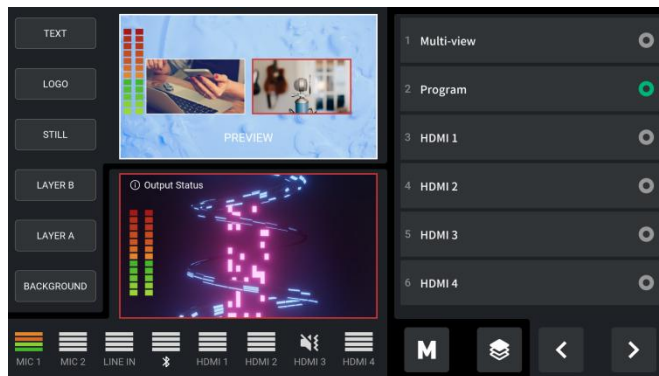 TEXT
LOGO
STILL
LAYER B
LAYER A
BACKGROUND
PREVIEW
Output Status
1 Multi-view
2 Program
3 HDMI 1
4 HDMI 2
5 HDMI 3
6 HDMI 4
MIC 1 MIC 2 LINE IN HDMI 1 HDMI 2 HDMI 3 HDMI 4
M